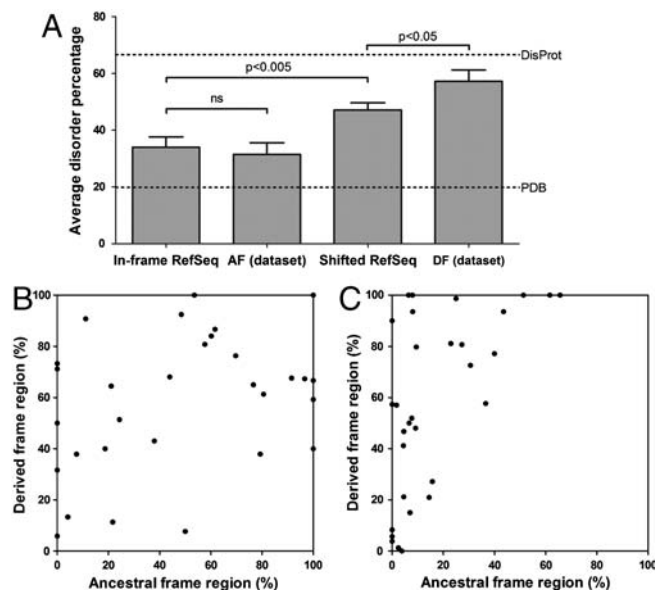 A
Average disorder percentage
80
60
40
20
0
p<0.05
DisProt
p<0.005
ns
PDB
In-frame RefSeq AF (dataset) Shifted RefSeq DF (dataset)
B
Derived frame region (%)
100
80
60
40
20
0
0 20 40 60 80 100
Ancestral frame region (%)
C
Derived frame region (%)
100
80
60
40
20
0
0 20 40 60 80 100
Ancestral frame region (%)